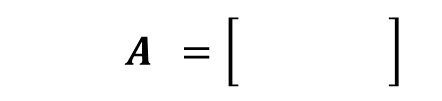 A = [ ]